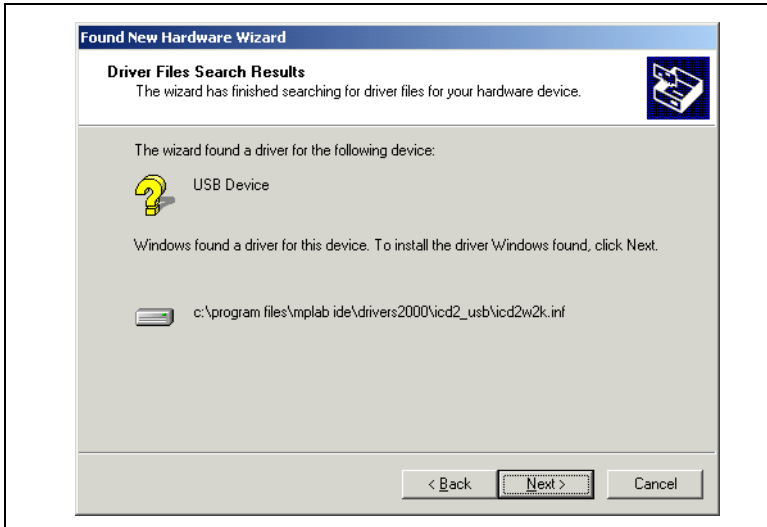 Found New Hardware Wizard
Driver Files Search Results
The wizard has finished searching for driver files for your hardware device.
The wizard found a driver for the following device:
USB Device
Windows found a driver for this device. To install the driver Windows found, click Next.
c:\program files\mplab ide\drivers2000\icd2_usb\icd2w2k.inf
< Back Next > Cancel